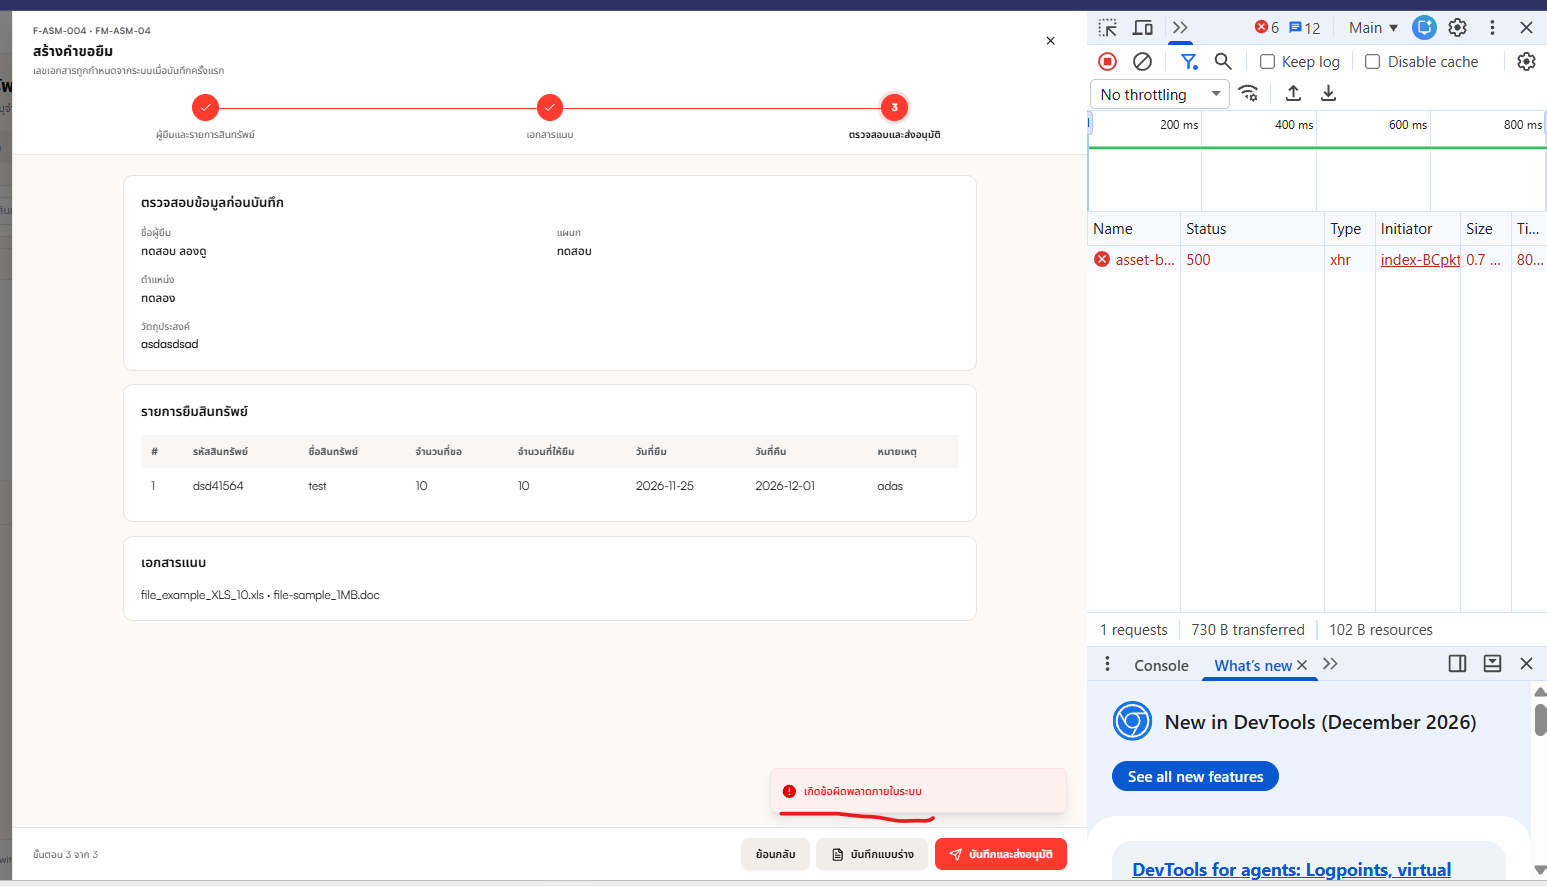 F-ASM-004 • FM-ASM-04
สร้างคำขอยืม
เลขเอกสารถูกกำหนดจากระบบเมื่อบันทึกครั้งแรก
3
ผู้ยืมและรายการสินทรัพย์
เอกสารแนบ
ตรวจสอบและส่งอนุมัติ
ตรวจสอบข้อมูลก่อนบันทึก
ชื่อผู้ยืม แผนก
ทดสอบ ลองดู ทดสอบ
ตำแหน่ง
ทดลอง
วัตถุประสงค์
asdasdsad
รายการยืมสินทรัพย์
# รหัสสินทรัพย์ ชื่อสินทรัพย์ จำนวนที่ขอ จำนวนที่ให้ยืม วันที่ยืม วันที่คืน หมายเหตุ
1 dsd41564 test 10 10 2026-11-25 2026-12-01 adas
เอกสารแนบ
file_example_XLS_10.xls • file-sample_1MB.doc
เกิดข้อผิดพลาดภายในระบบ
ขั้นตอน 3 จาก 3
ย้อนกลับ
บันทึกแบบร่าง
บันทึกและส่งอนุมัติ
6 12 Main
Keep log Disable cache
No throttling
200 ms 400 ms 600 ms 800 ms
Name Status Type Initiator Size Ti...
asset-b... 500 xhr index-BCpkt 0.7 ... 80...
1 requests 730 B transferred 102 B resources
Console What's new
New in DevTools (December 2026)
See all new features
DevTools for agents: Logpoints, virtual